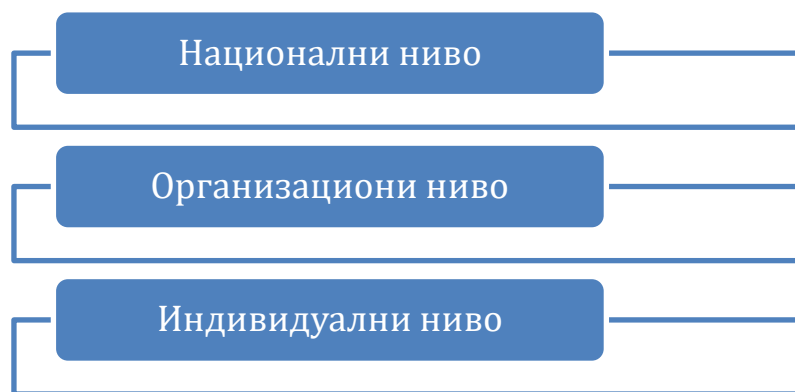 Национални ниво
Организациони ниво
Индивидуални ниво